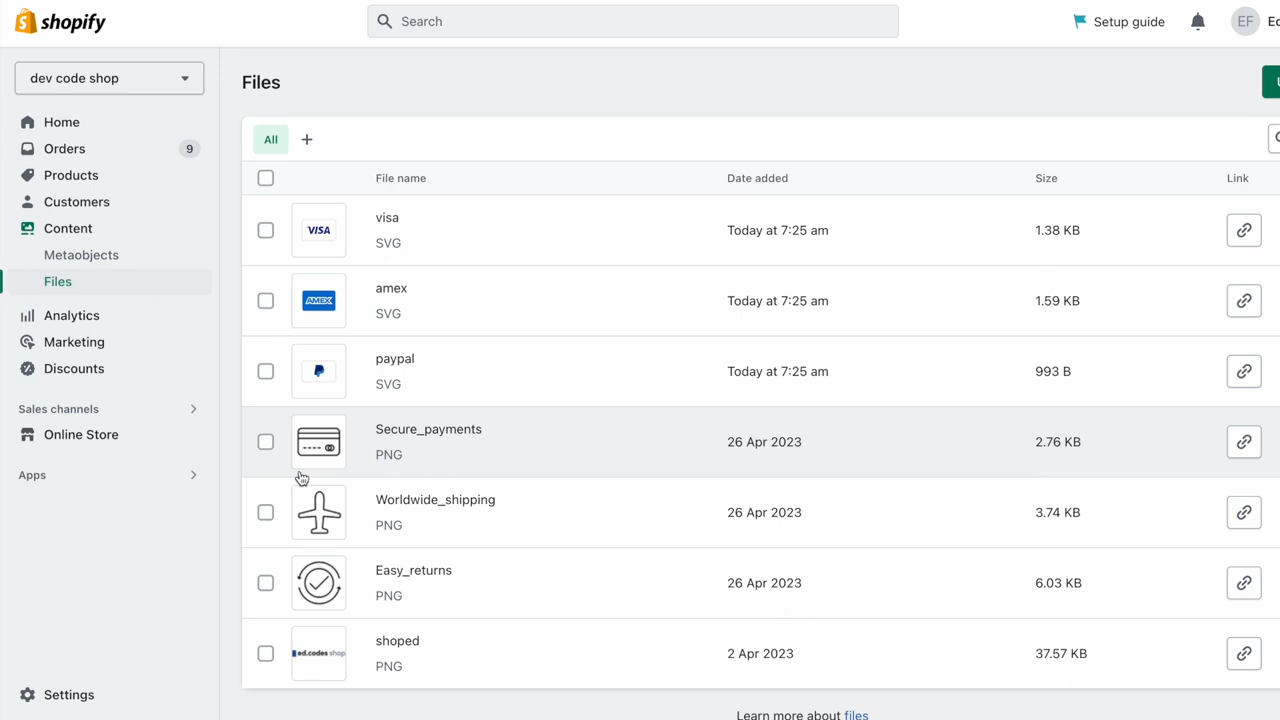 shopify
Search
Setup guide
EF
dev code shop
Files
Home
Orders
9
Products
Customers
Content
Metaobjects
Files
Analytics
Marketing
Discounts
Sales channels
Online Store
Apps
Settings
All
File name
Date added
Size
Link
VISA
visa
SVG
Today at 7:25 am
1.38 KB
AMEX
amex
SVG
Today at 7:25 am
1.59 KB
paypal
SVG
Today at 7:25 am
993 B
Secure_payments
PNG
26 Apr 2023
2.76 KB
Worldwide_shipping
PNG
26 Apr 2023
3.74 KB
Easy_returns
PNG
26 Apr 2023
6.03 KB
ed.codes shop
shoped
PNG
2 Apr 2023
37.57 KB
Learn more about files